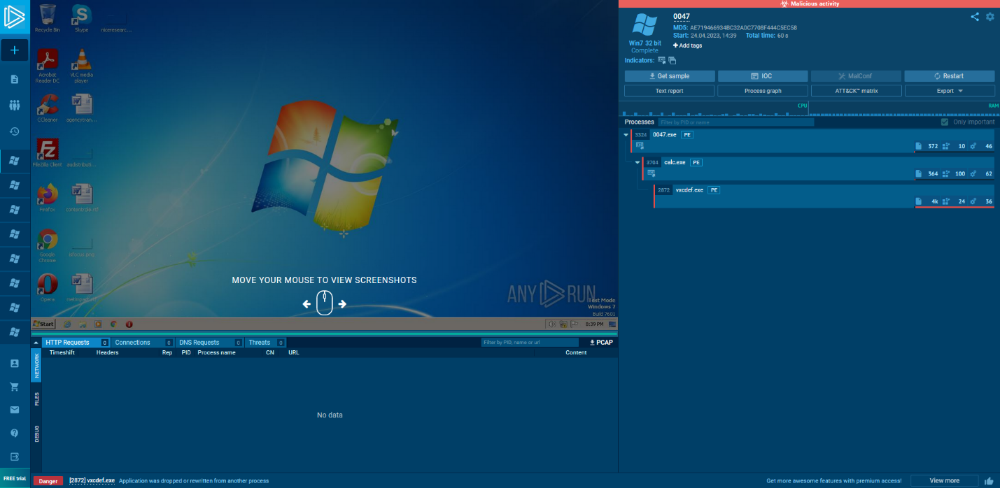 Malicious activity
Recycle Bin
Skype
niceresearc...
Acrobat
Reader DC
VLC media
player
CCleaner
agencytran...
FileZilla Client
audistributi...
Firefox
contentrole.rtf
Google
Chrome
Opera
MOVE YOUR MOUSE TO VIEW SCREENSHOTS
ANY RUN
Test Mode
Windows 7
Build 7601
Start
8:39 PM
0047
MD5: AE719466934BC32A0C7708F444C5EC58
Start: 24.04.2023, 14:39 Total time: 60 s
Win7 32 bit
Complete
Add tags
Indicators:
Get sample
IOC
MalConf
Restart
Text report
Process graph
ATT&CK™ matrix
Export
CPU
RAM
Processes
Filter by PID or name
Only important
3324 0047.exe PE
372 10 46
3704 calc.exe PE
364 100 62
2872 vxcdef.exe PE
4k 24 36
HTTP Requests 0 Connections 0 DNS Requests 0 Threats 0
Filter by PID, name or url
PCAP
Timeshift Headers Rep PID Process name CN URL Content
NETWORK
FILES
DEBUG
No data
FREE trial
Danger [2872] vxcdef.exe Application was dropped or rewritten from another process
Get more awesome features with premium access! View more